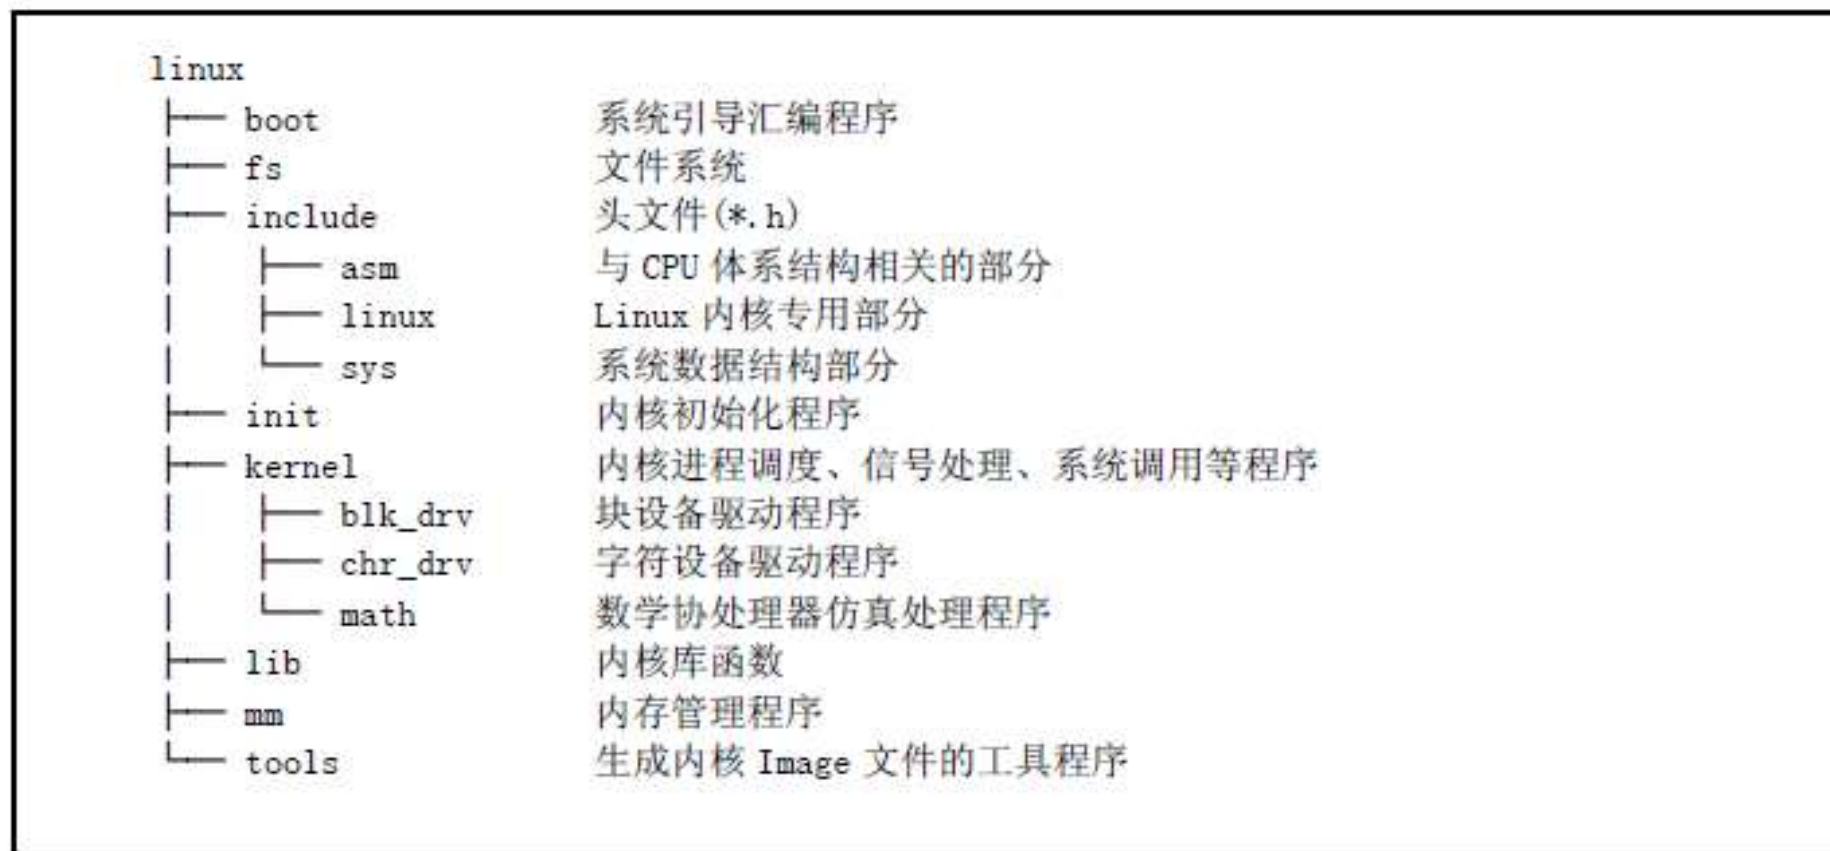 linux
├── boot 系统引导汇编程序
├── fs 文件系统
├── include 头文件(*.h)
│ ├── asm 与 CPU 体系结构相关的部分
│ ├── linux Linux 内核专用部分
│ └── sys 系统数据结构部分
├── init 内核初始化程序
├── kernel 内核进程调度、信号处理、系统调用等程序
│ ├── blk_drv 块设备驱动程序
│ ├── chr_drv 字符设备驱动程序
│ └── math 数学协处理器仿真处理程序
├── lib 内核库函数
├── mm 内存管理程序
└── tools 生成内核 Image 文件的工具程序